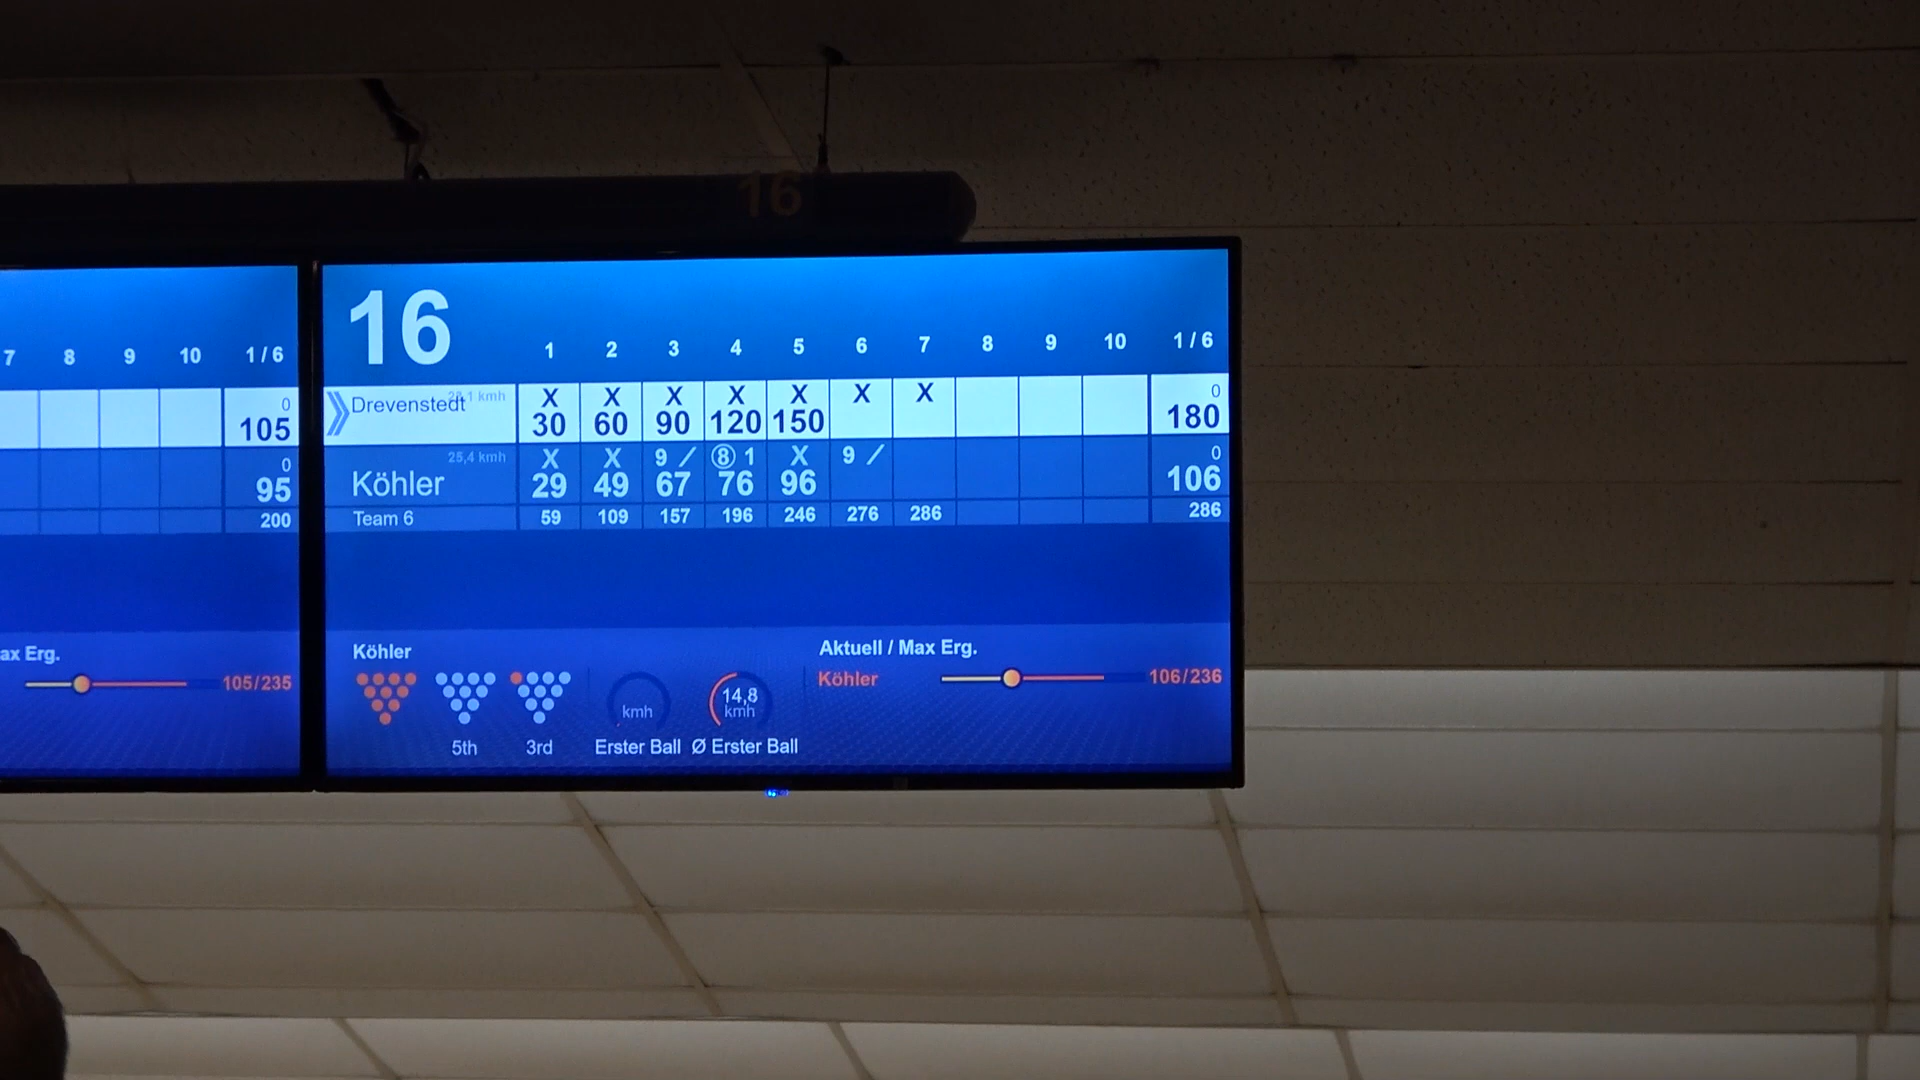 16
7 8 9 10 1/6
0
105
0
95
200
ax Erg.
105/235
16
1 2 3 4 5 6 7 8 9 10 1/6
Drevenstedt kmh X X X X X X X 0
30 60 90 120 150 180
25,4 kmh X X 9 / 8 1 X 9 / 0
Köhler 29 49 67 76 96 106
Team 6 59 109 157 196 246 276 286 286
Köhler
Aktuell / Max Erg.
Köhler 106/236
kmh
14,8
kmh
5th 3rd Erster Ball Ø Erster Ball